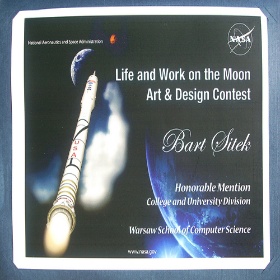 National Aeronautics and Space Administration
NASA
Life and Work on the Moon
Art & Design Contest
USA
Bart Sitek
Honorable Mention
College and University Division
Warsaw School of Computer Science
www.nasa.gov